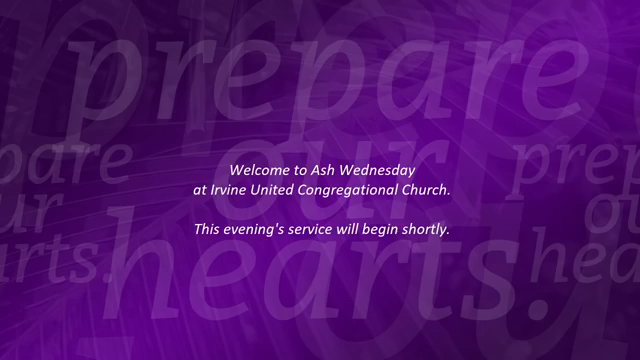 prepare
our
hearts.
pare
ur
arts.
prep
ou
hea
Welcome to Ash Wednesday
at Irvine United Congregational Church.
This evening's service will begin shortly.